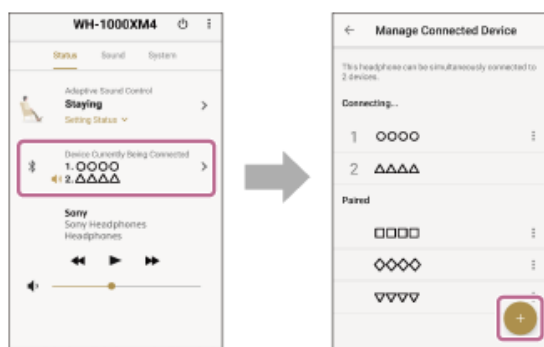 WH-1000XM4
Status Sound System
Adaptive Sound Control
Staying
Setting Status
Device Currently Being Connected
1. ○○○○
2. △△△△
Sony
Sony Headphones
Headphones
Manage Connected Device
This headphone can be simultaneously connected to
2 devices.
Connecting...
1 ○○○○
2 △△△△
Paired
□□□□
◇◇◇◇
▽▽▽▽
+